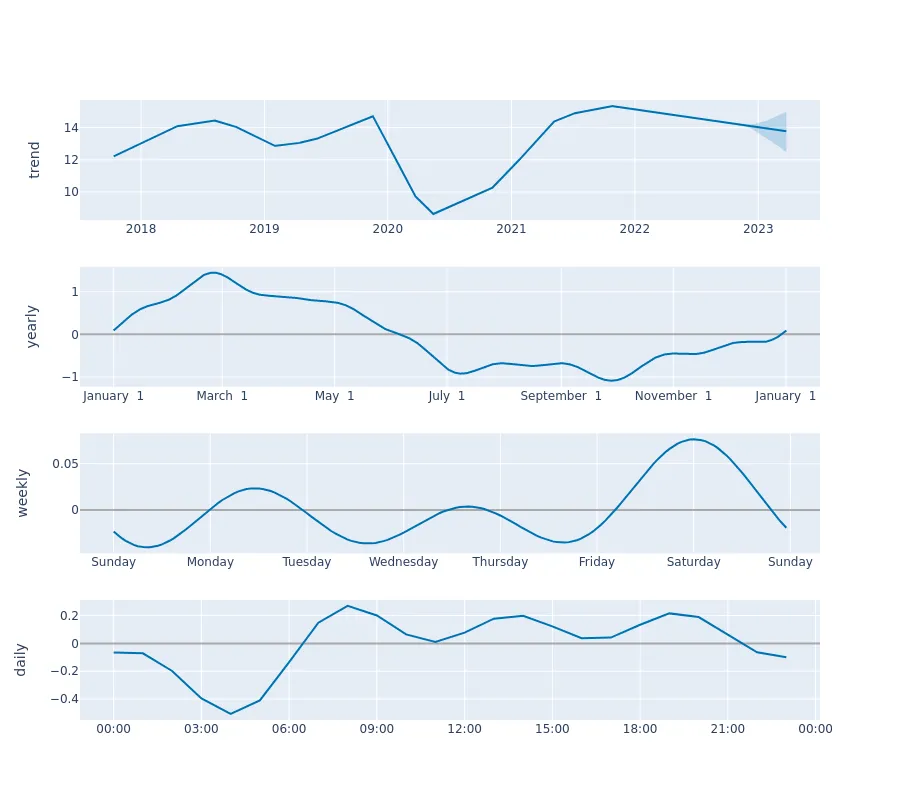 trend
14
12
10
2018 2019 2020 2021 2022 2023
yearly
1
0
−1
January 1 March 1 May 1 July 1 September 1 November 1 January 1
weekly
0.05
0
Sunday Monday Tuesday Wednesday Thursday Friday Saturday Sunday
daily
0.2
0
−0.2
−0.4
00:00 03:00 06:00 09:00 12:00 15:00 18:00 21:00 00:00